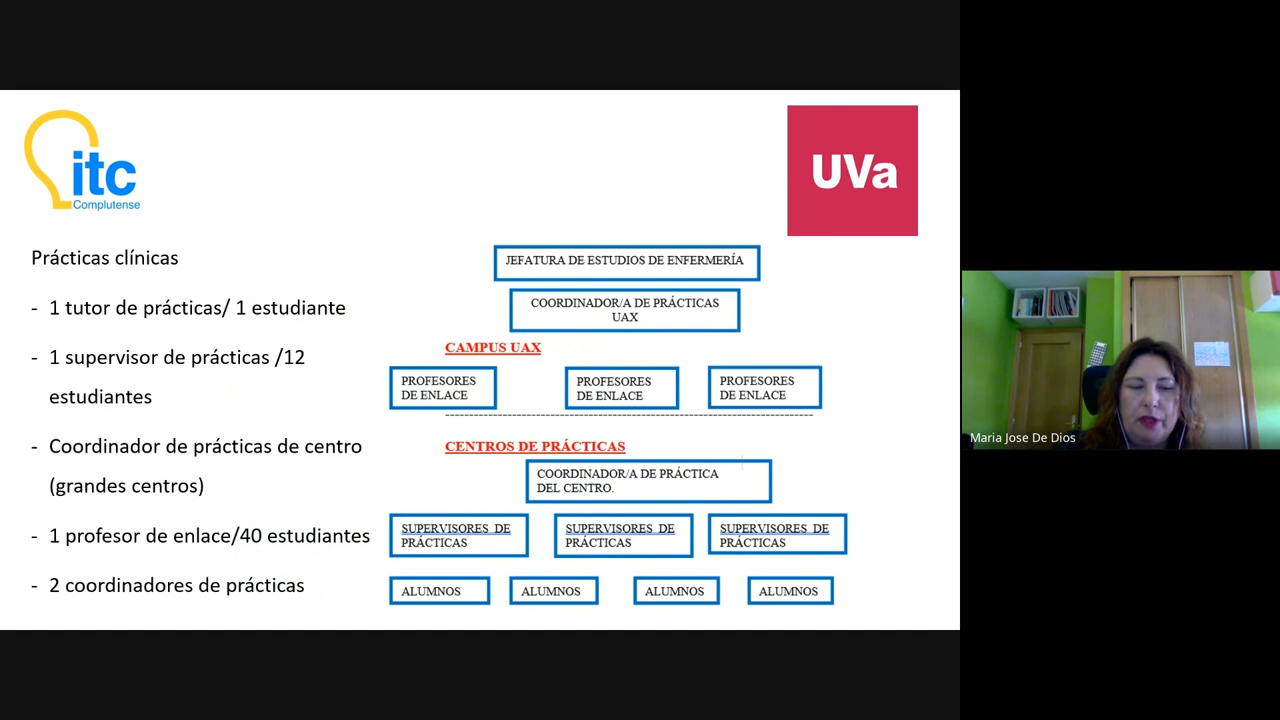 itc
Complutense
UVa
Prácticas clínicas
- 1 tutor de prácticas/ 1 estudiante
- 1 supervisor de prácticas /12
estudiantes
- Coordinador de prácticas de centro
(grandes centros)
- 1 profesor de enlace/40 estudiantes
- 2 coordinadores de prácticas
JEFATURA DE ESTUDIOS DE ENFERMERÍA
COORDINADOR/A DE PRÁCTICAS
UAX
CAMPUS UAX
PROFESORES
DE ENLACE
PROFESORES
DE ENLACE
PROFESORES
DE ENLACE
CENTROS DE PRÁCTICAS
COORDINADOR/A DE PRÁCTICA
DEL CENTRO.
SUPERVISORES DE
PRÁCTICAS
SUPERVISORES DE
PRÁCTICAS
SUPERVISORES DE
PRÁCTICAS
ALUMNOS
ALUMNOS
ALUMNOS
ALUMNOS
Maria Jose De Dios